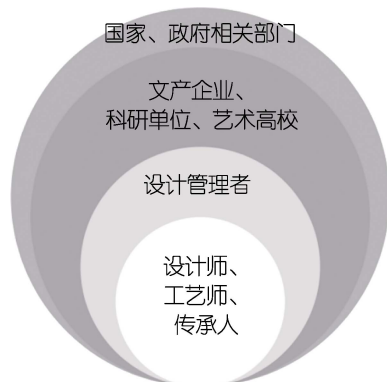 国家、政府相关部门
文产企业、
科研单位、艺术高校
设计管理者
设计师、
工艺师、
传承人